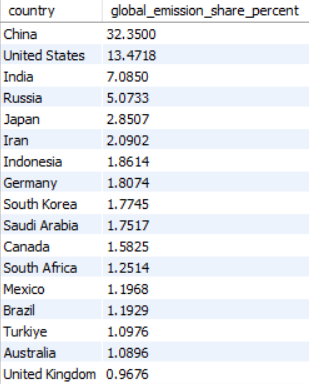 country global_emission_share_percent
China 32.3500
United States 13.4718
India 7.0850
Russia 5.0733
Japan 2.8507
Iran 2.0902
Indonesia 1.8614
Germany 1.8074
South Korea 1.7745
Saudi Arabia 1.7517
Canada 1.5825
South Africa 1.2514
Mexico 1.1968
Brazil 1.1929
Turkiye 1.0976
Australia 1.0896
United Kingdom 0.9676